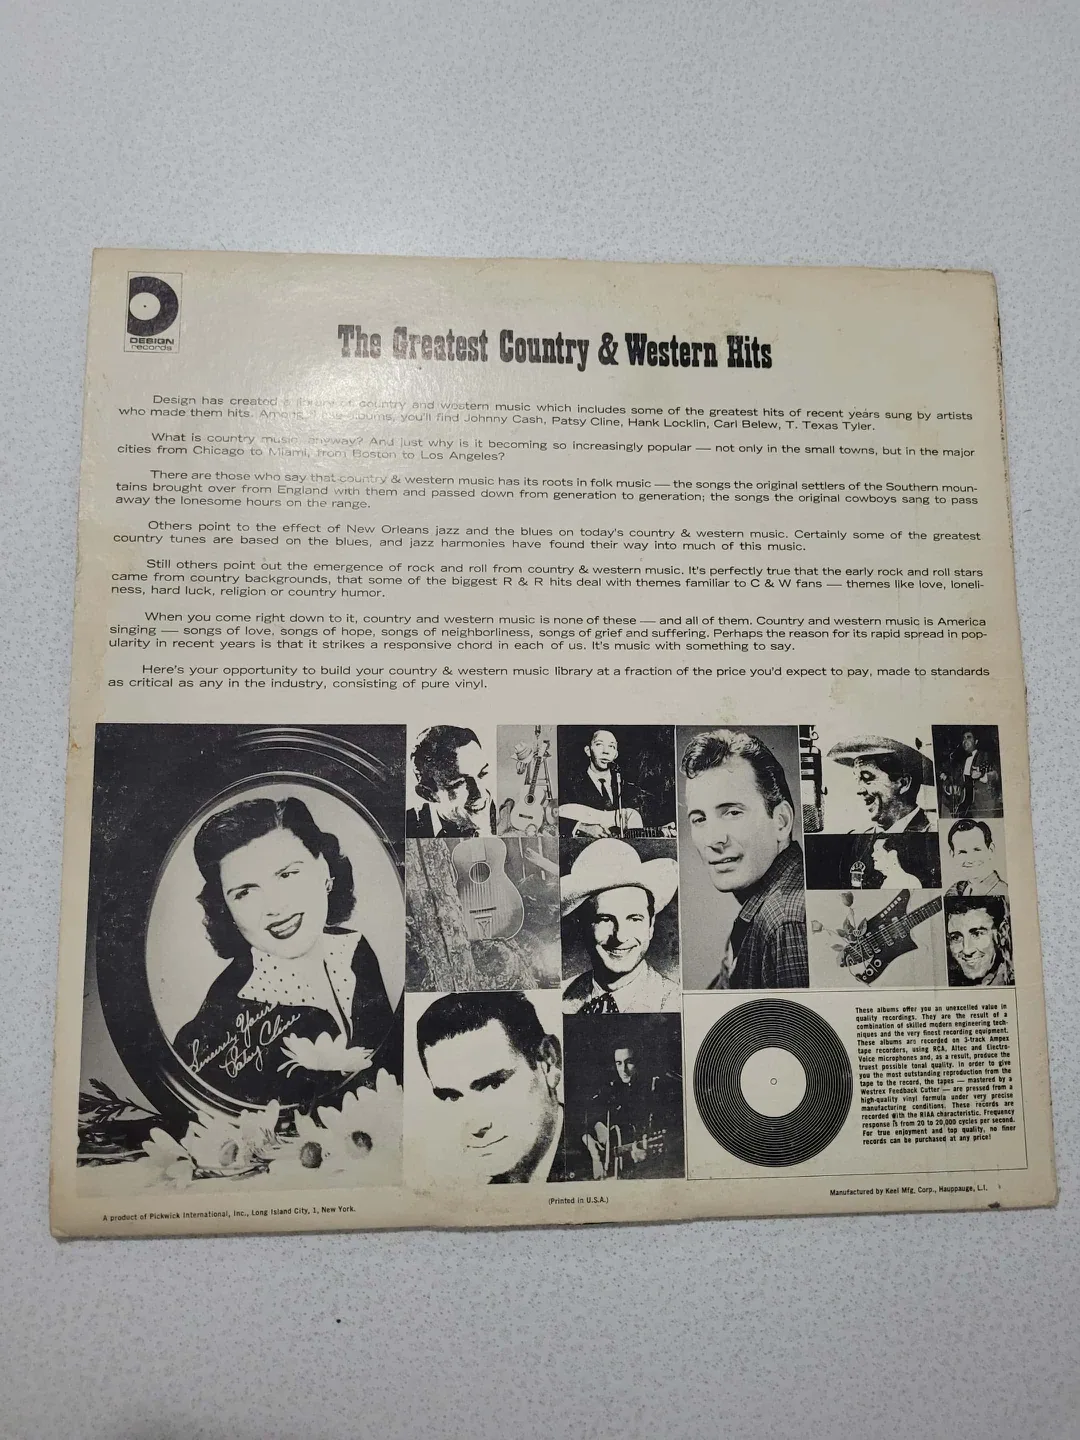 DESIGN
records
The Greatest Country & Western Hits
Design has created a library of country and western music which includes some of the greatest hits of recent years sung by artists
who made them hits. Among albums, you'll find Johnny Cash, Patsy Cline, Hank Locklin, Carl Belew, T. Texas Tyler.
What is country music anyway? And just why is it becoming so increasingly popular — not only in the small towns, but in the major
cities from Chicago to Miami, from Boston to Los Angeles?
There are those who say that country & western music has its roots in folk music — the songs the original settlers of the Southern moun-
tains brought over from England with them and passed down from generation to generation; the songs the original cowboys sang to pass
away the lonesome hours on the range.
Others point to the effect of New Orleans jazz and the blues on today's country & western music. Certainly some of the greatest
country tunes are based on the blues, and jazz harmonies have found their way into much of this music.
Still others point out the emergence of rock and roll from country & western music. It's perfectly true that the early rock and roll stars
came from country backgrounds, that some of the biggest R & R hits deal with themes familiar to C & W fans — themes like love, loneli-
ness, hard luck, religion or country humor.
When you come right down to it, country and western music is none of these — and all of them. Country and western music is America
singing — songs of love, songs of hope, songs of neighborliness, songs of grief and suffering. Perhaps the reason for its rapid spread in pop-
ularity in recent years is that it strikes a responsive chord in each of us. It's music with something to say.
Here's your opportunity to build your country & western music library at a fraction of the price you'd expect to pay, made to standards
as critical as any in the industry, consisting of pure vinyl.
Sincerely Yours
Patsy Cline
These albums offer you an unexcelled value in
quality recordings. They are the result of a
combination of skilled modern engineering tech-
niques and the very finest recording equipment.
These albums are recorded on 3-track Ampex
tape recorders, using RCA, Altec and Electro-
Voice microphones and, as a result, produce the
truest possible tonal quality. In order to give
you the most outstanding reproduction from the
tape to the record, the tapes — mastered by a
Westrex Feedback Cutter — are pressed from a
high-quality vinyl formula under very precise
manufacturing conditions. These records are
recorded with the RIAA characteristic. Frequency
response is from 20 to 20,000 cycles per second.
For true enjoyment and top quality, no finer
records can be purchased at any price!
A product of Pickwick International, Inc., Long Island City, 1, New York.
(Printed in U.S.A.)
Manufactured by Keel Mfg. Corp., Hauppauge, L.I.